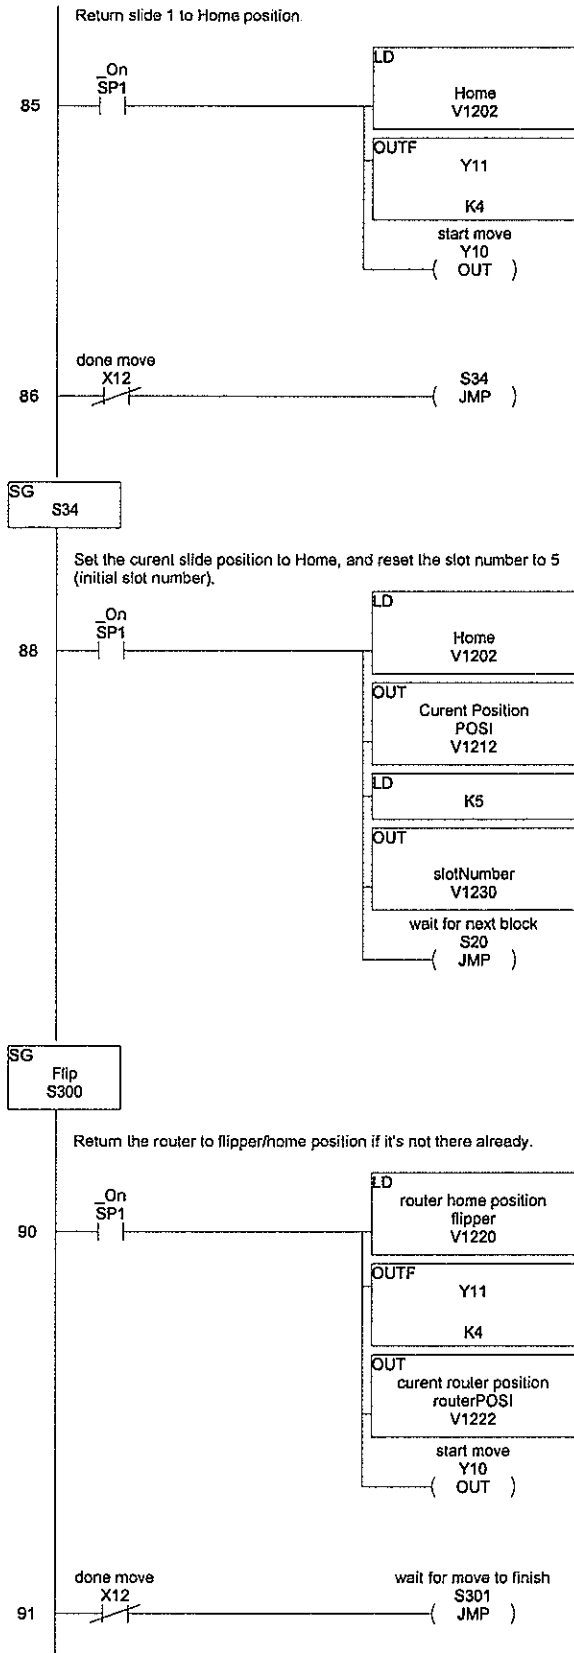 Return slide 1 to Home position.
_On
SP1
85
LD
Home
V1202
OUTF
Y11
K4
start move
Y10
OUT
done move
X12
86
S34
JMP
SG
S34
Set the curent slide position to Home, and reset the slot number to 5
(initial slot number).
_On
SP1
88
LD
Home
V1202
OUT
Curent Position
POSI
V1212
LD
K5
OUT
slotNumber
V1230
wait for next block
S20
JMP
SG
Flip
S300
Return the router to flipper/home position if it's not there already.
_On
SP1
90
LD
router home position
flipper
V1220
OUTF
Y11
K4
OUT
curent router position
routerPOSI
V1222
start move
Y10
OUT
done move
X12
91
wait for move to finish
S301
JMP